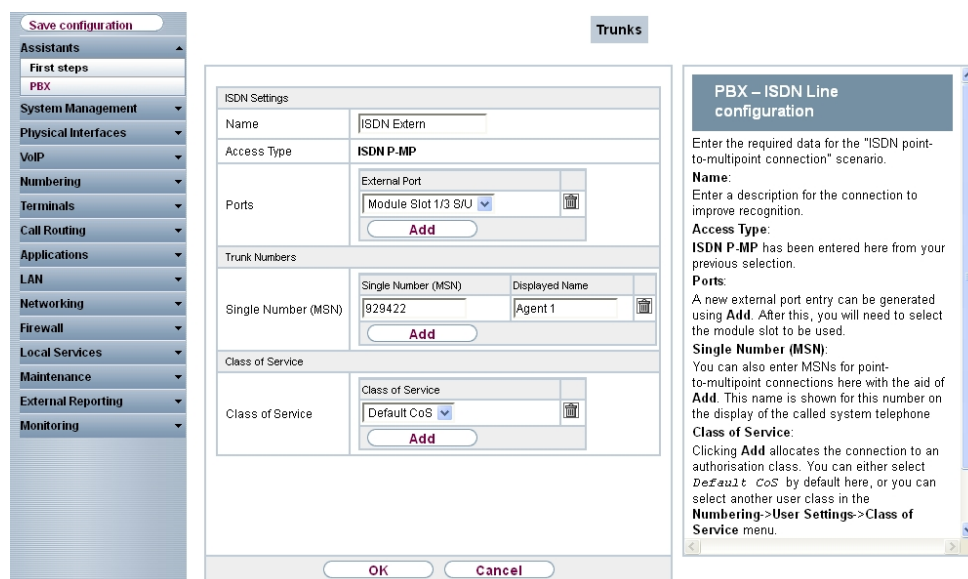 Save configuration
Assistants
First steps
PBX
System Management
Physical Interfaces
VoIP
Numbering
Terminals
Call Routing
Applications
LAN
Networking
Firewall
Local Services
Maintenance
External Reporting
Monitoring
Trunks
ISDN Settings
Name
ISDN Extern
Access Type
ISDN P-MP
Ports
External Port
Module Slot 1/3 S/U
Add
Trunk Numbers
Single Number (MSN)
Single Number (MSN) Displayed Name
929422 Agent 1
Add
Class of Service
Class of Service
Class of Service
Default CoS
Add
OK Cancel
PBX – ISDN Line
configuration
Enter the required data for the "ISDN point-
to-multipoint connection" scenario.
Name:
Enter a description for the connection to
improve recognition.
Access Type:
ISDN P-MP has been entered here from your
previous selection.
Ports:
A new external port entry can be generated
using Add. After this, you will need to select
the module slot to be used.
Single Number (MSN):
You can also enter MSNs for point-
to-multipoint connections here with the aid of
Add. This name is shown for this number on
the display of the called system telephone
Class of Service:
Clicking Add allocates the connection to an
authorisation class. You can either select
Default CoS by default here, or you can
select another user class in the
Numbering->User Settings->Class of
Service menu.